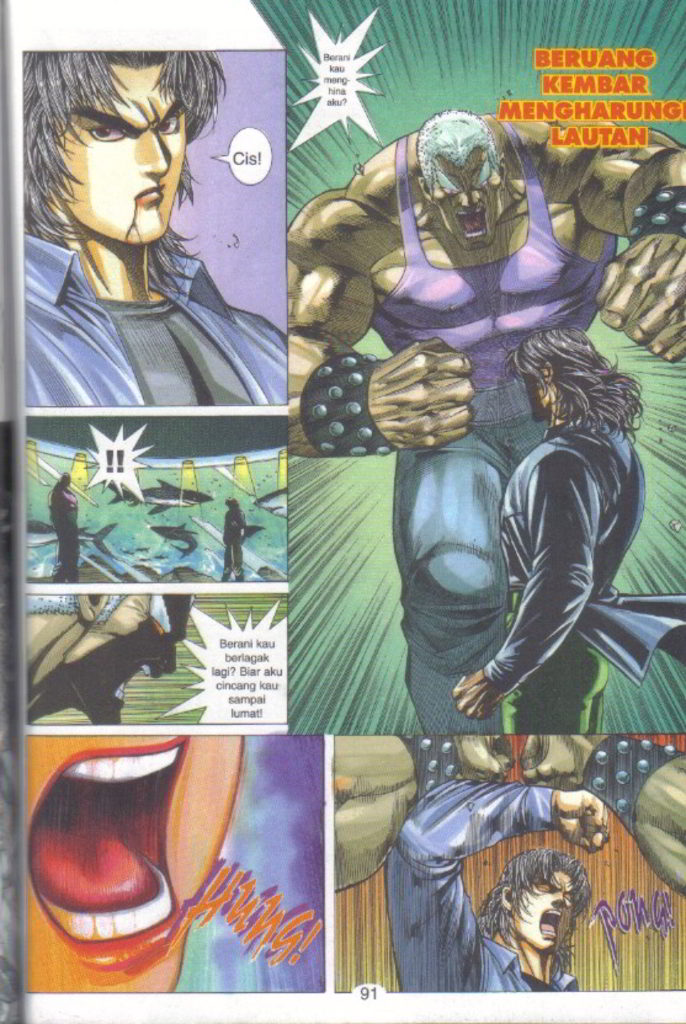 Cis!
Berani
kau
meng-
hina
aku?
BERUANG
KEMBAR
MENGHARUNGI
LAUTAN
!!
Berani kau
berlagak
lagi? Biar aku
cincang kau
sampai
lumat!
HUNS!
PONG!
91